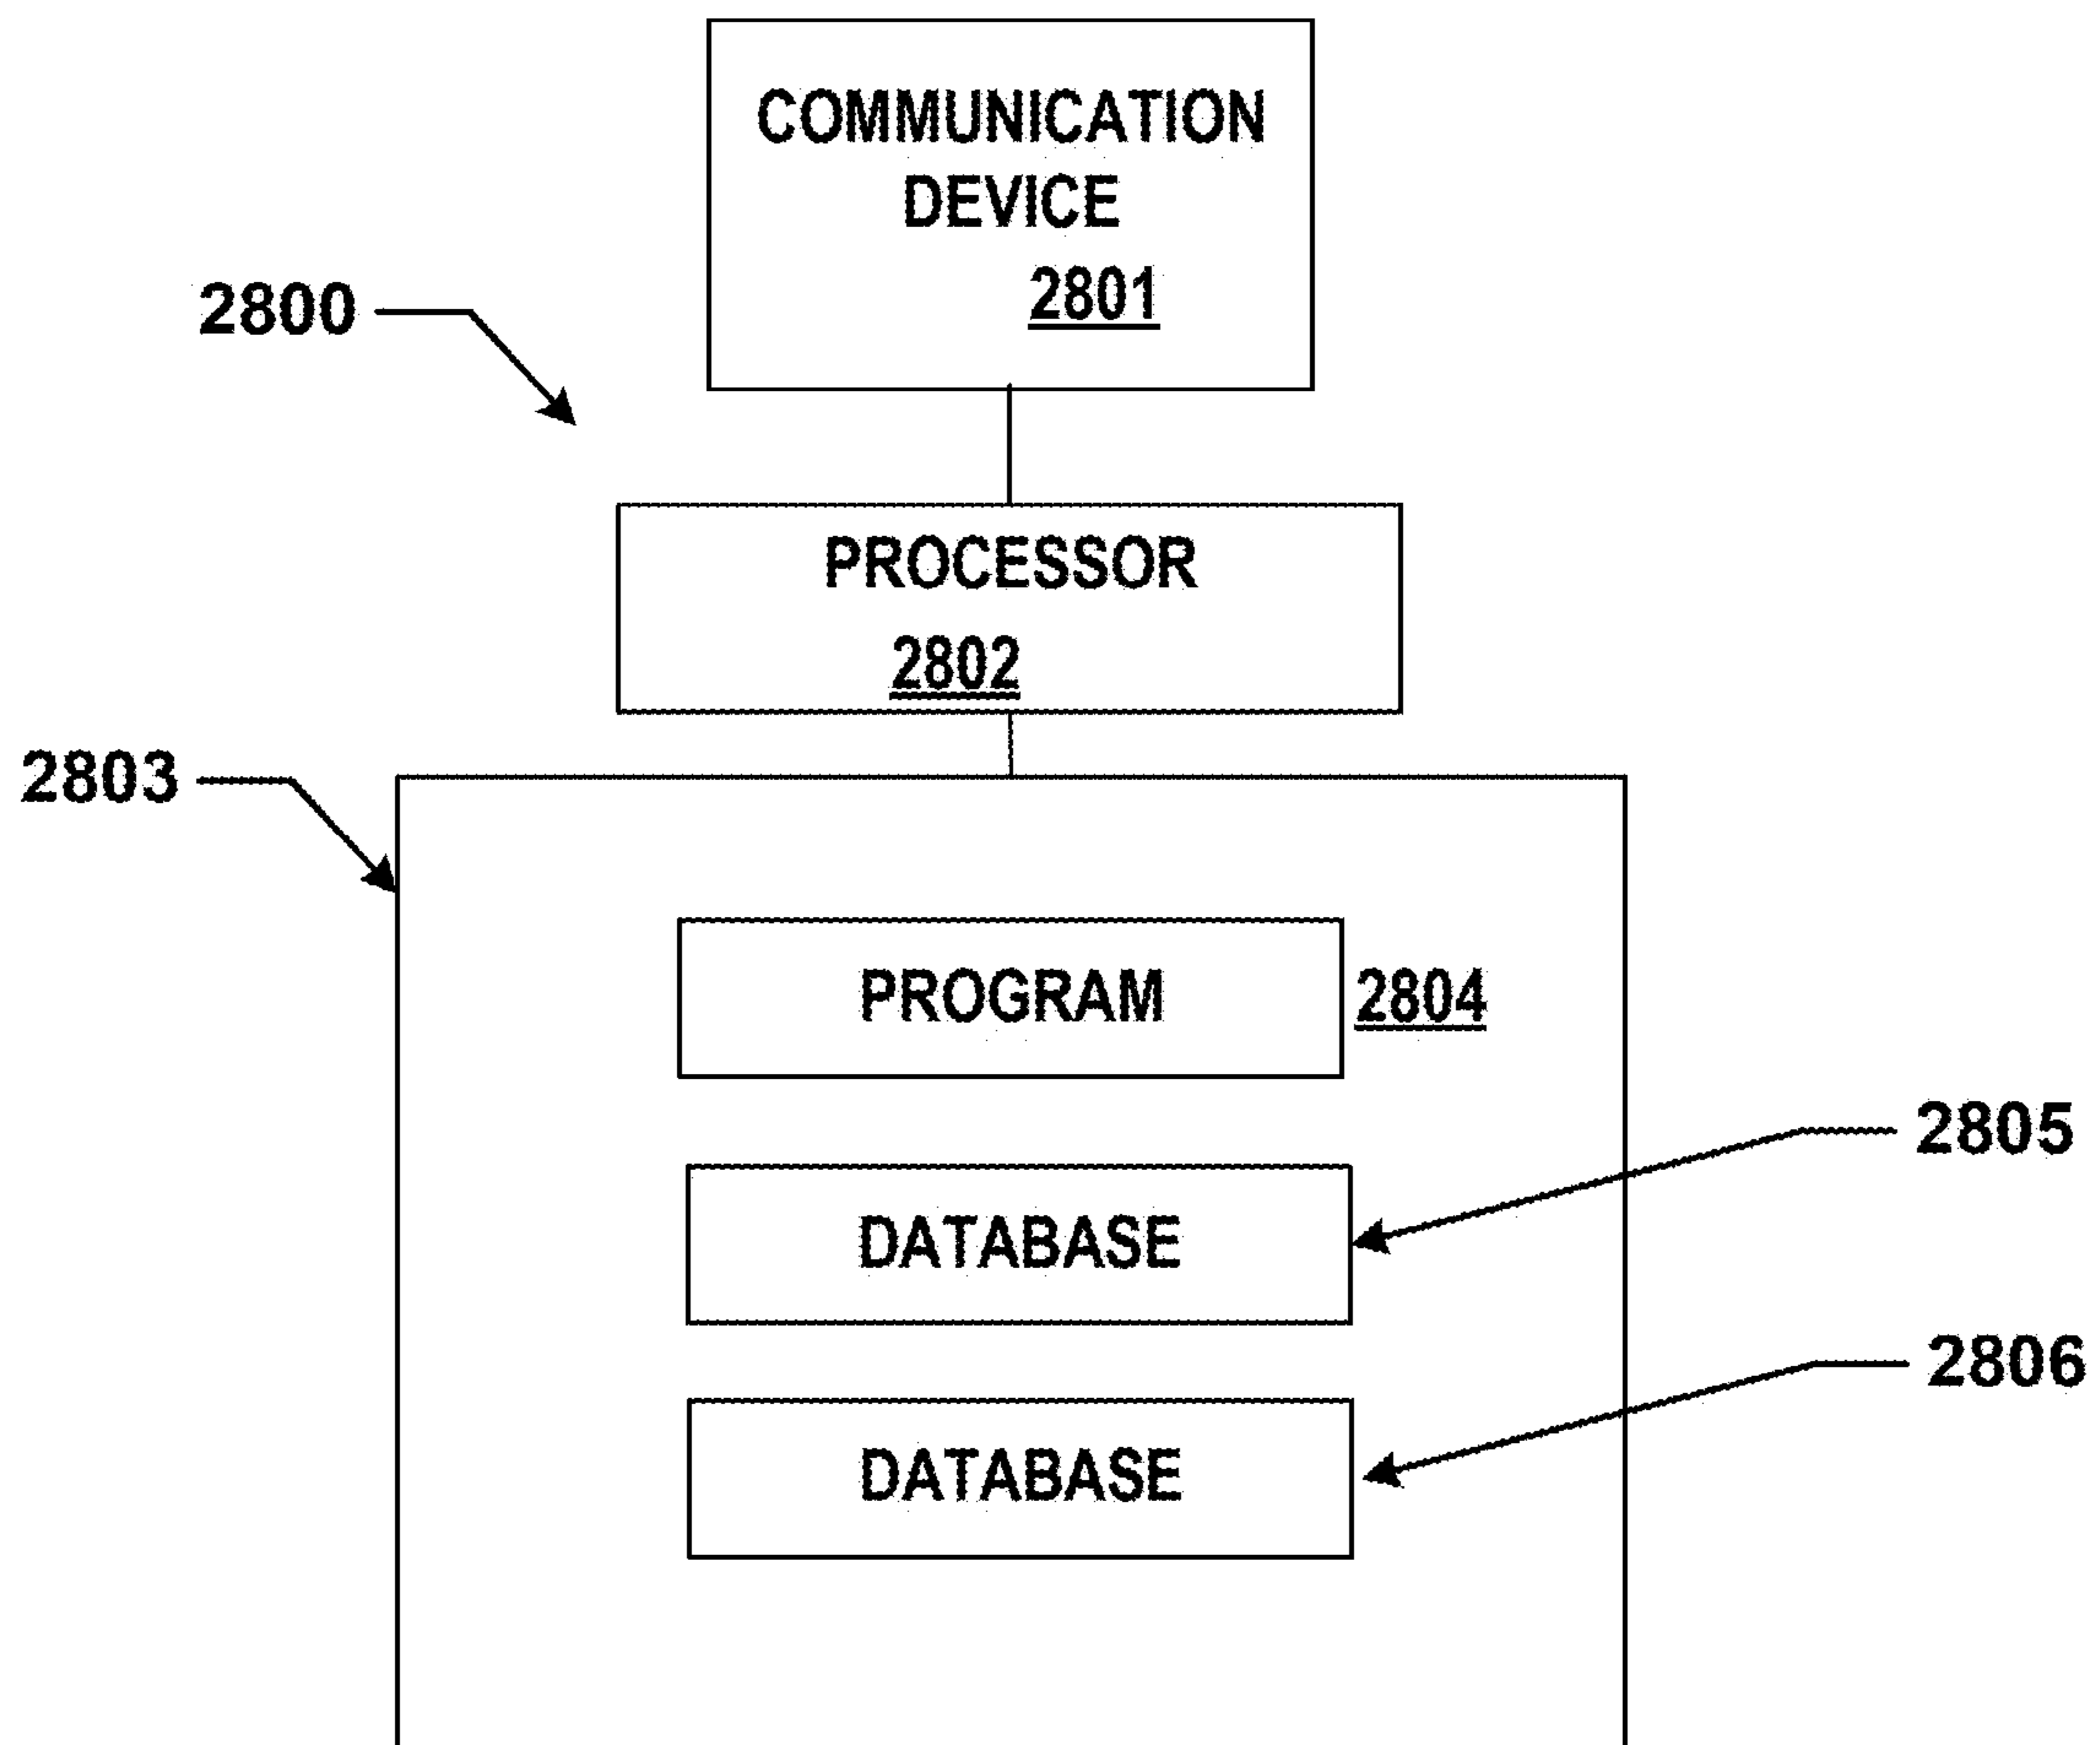 COMMUNICATION
DEVICE
2801
2800
PROCESSOR
2802
2803
PROGRAM
2804
2805
DATABASE
2806
DATABASE